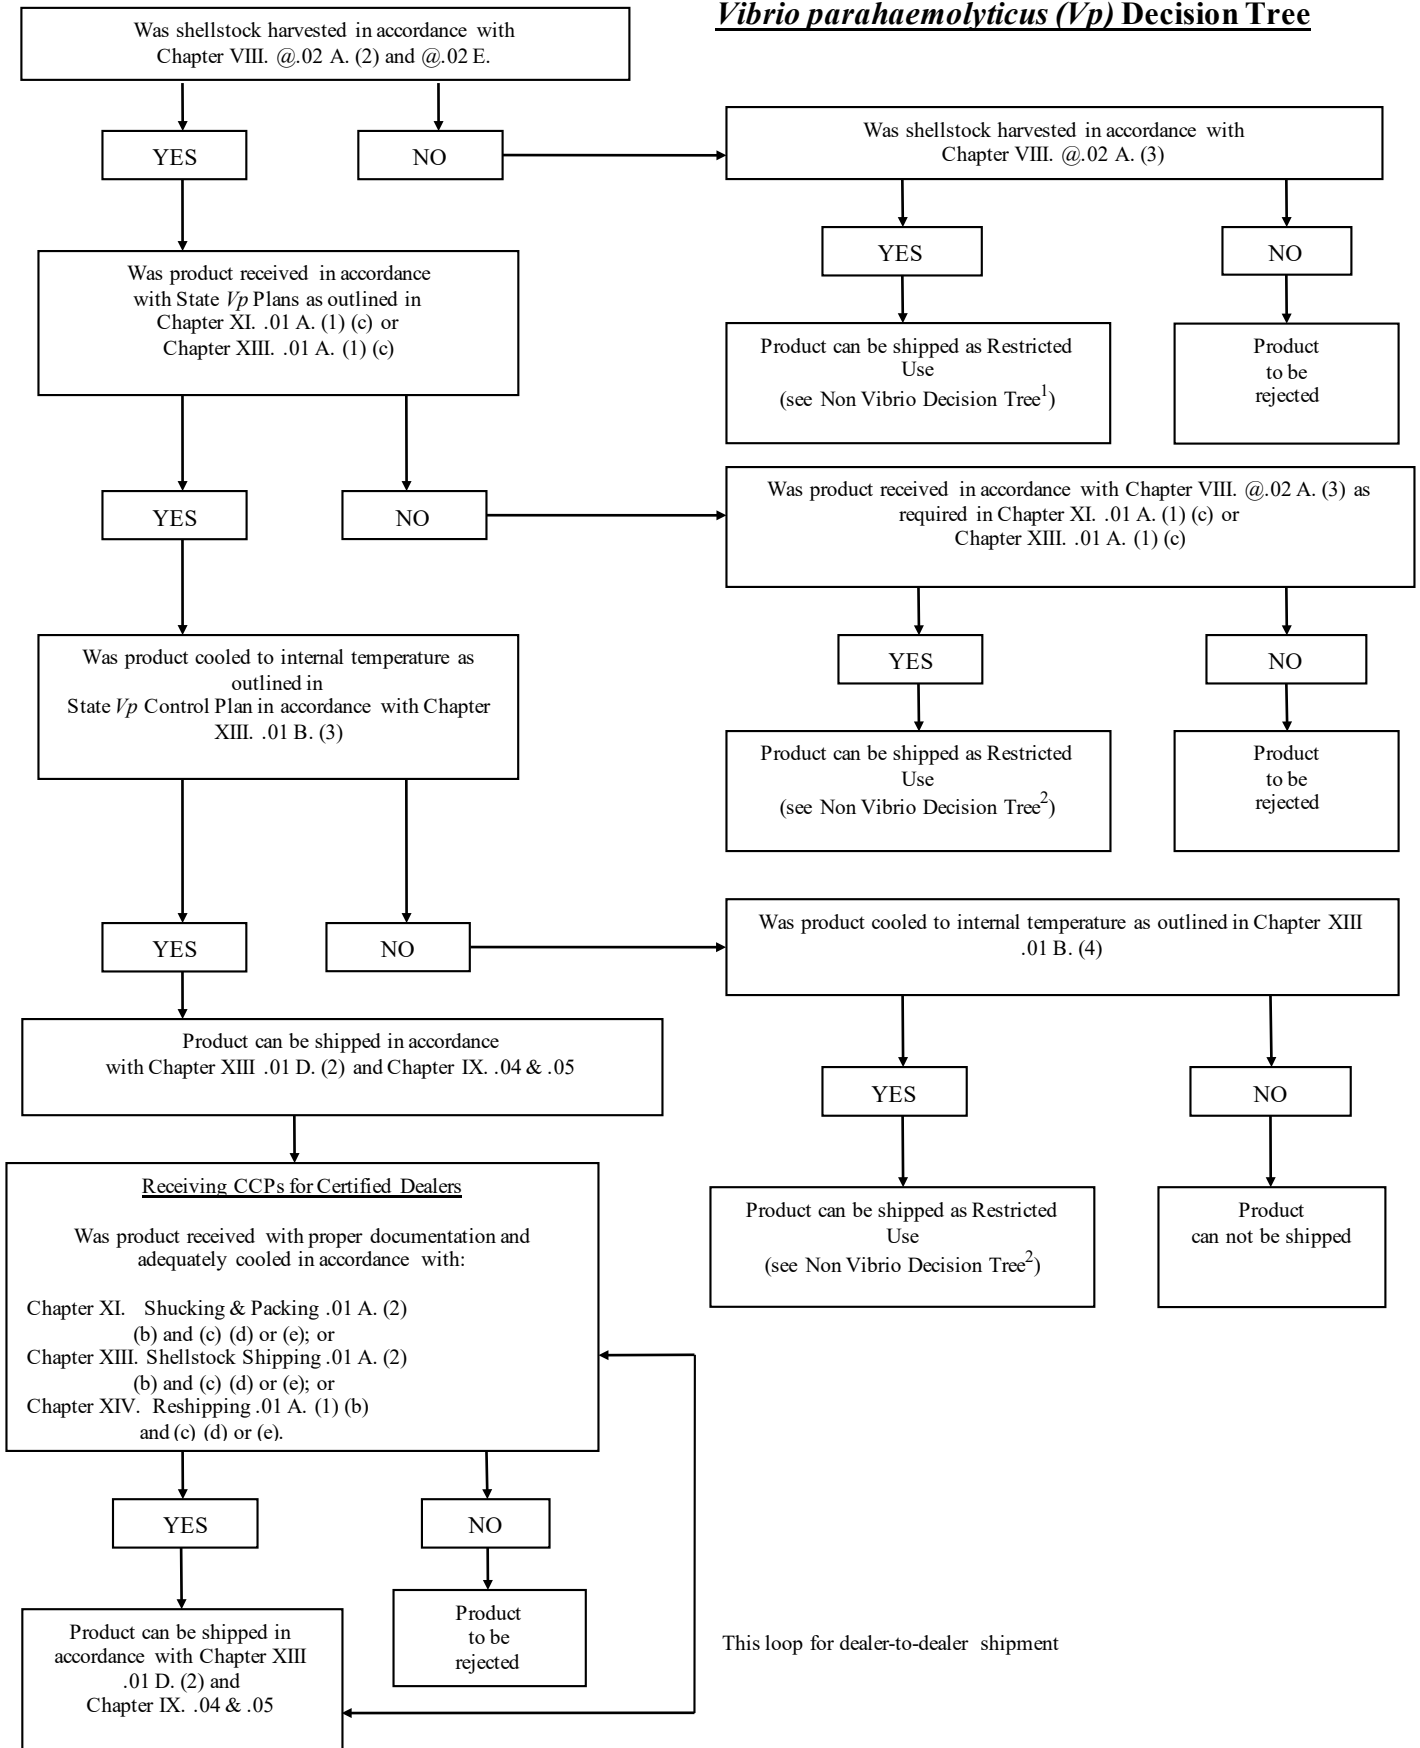 Vibrio parahaemolyticus (Vp) Decision Tree
Was shellstock harvested in accordance with
Chapter VIII. @.02 A. (2) and @.02 E.
YES
NO
Was shellstock harvested in accordance with
Chapter VIII. @.02 A. (3)
YES
NO
Product can be shipped as Restricted
Use
(see Non Vibrio Decision Tree1)
Product
to be
rejected
Was product received in accordance
with State Vp Plans as outlined in
Chapter XI. .01 A. (1) (c) or
Chapter XIII. .01 A. (1) (c)
YES
NO
Was product received in accordance with Chapter VIII. @.02 A. (3) as
required in Chapter XI. .01 A. (1) (c) or
Chapter XIII. .01 A. (1) (c)
YES
NO
Product can be shipped as Restricted
Use
(see Non Vibrio Decision Tree2)
Product
to be
rejected
Was product cooled to internal temperature as
outlined in
State Vp Control Plan in accordance with Chapter
XIII. .01 B. (3)
YES
NO
Was product cooled to internal temperature as outlined in Chapter XIII
.01 B. (4)
YES
NO
Product can be shipped as Restricted
Use
(see Non Vibrio Decision Tree2)
Product
can not be shipped
Product can be shipped in accordance
with Chapter XIII .01 D. (2) and Chapter IX. .04 & .05
Receiving CCPs for Certified Dealers
Was product received with proper documentation and
adequately cooled in accordance with:
Chapter XI. Shucking & Packing .01 A. (2)
(b) and (c) (d) or (e); or
Chapter XIII. Shellstock Shipping .01 A. (2)
(b) and (c) (d) or (e); or
Chapter XIV. Reshipping .01 A. (1) (b)
and (c) (d) or (e).
YES
NO
Product can be shipped in
accordance with Chapter XIII
.01 D. (2) and
Chapter IX. .04 & .05
Product
to be
rejected
This loop for dealer-to-dealer shipment